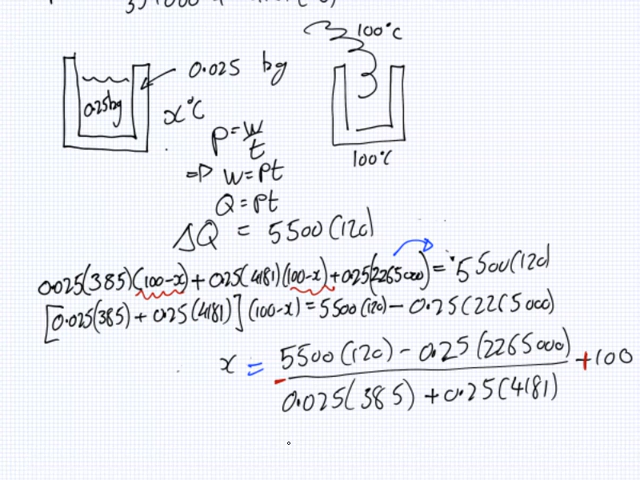 100°C
0.025 kg
0.25kg
x°C
100°C
P = W/t
=> W = Pt
Q = Pt
ΔQ = 5500(120)
0.025(385)(100-x)+0.25(4181)(100-x)+0.25(2265000)=5500(120)
[0.025(385)+0.25(4181)](100-x)=5500(120)-0.25(2265000)
x = -(5500(120)-0.25(2265000))/(0.025(385)+0.25(4181)) +100